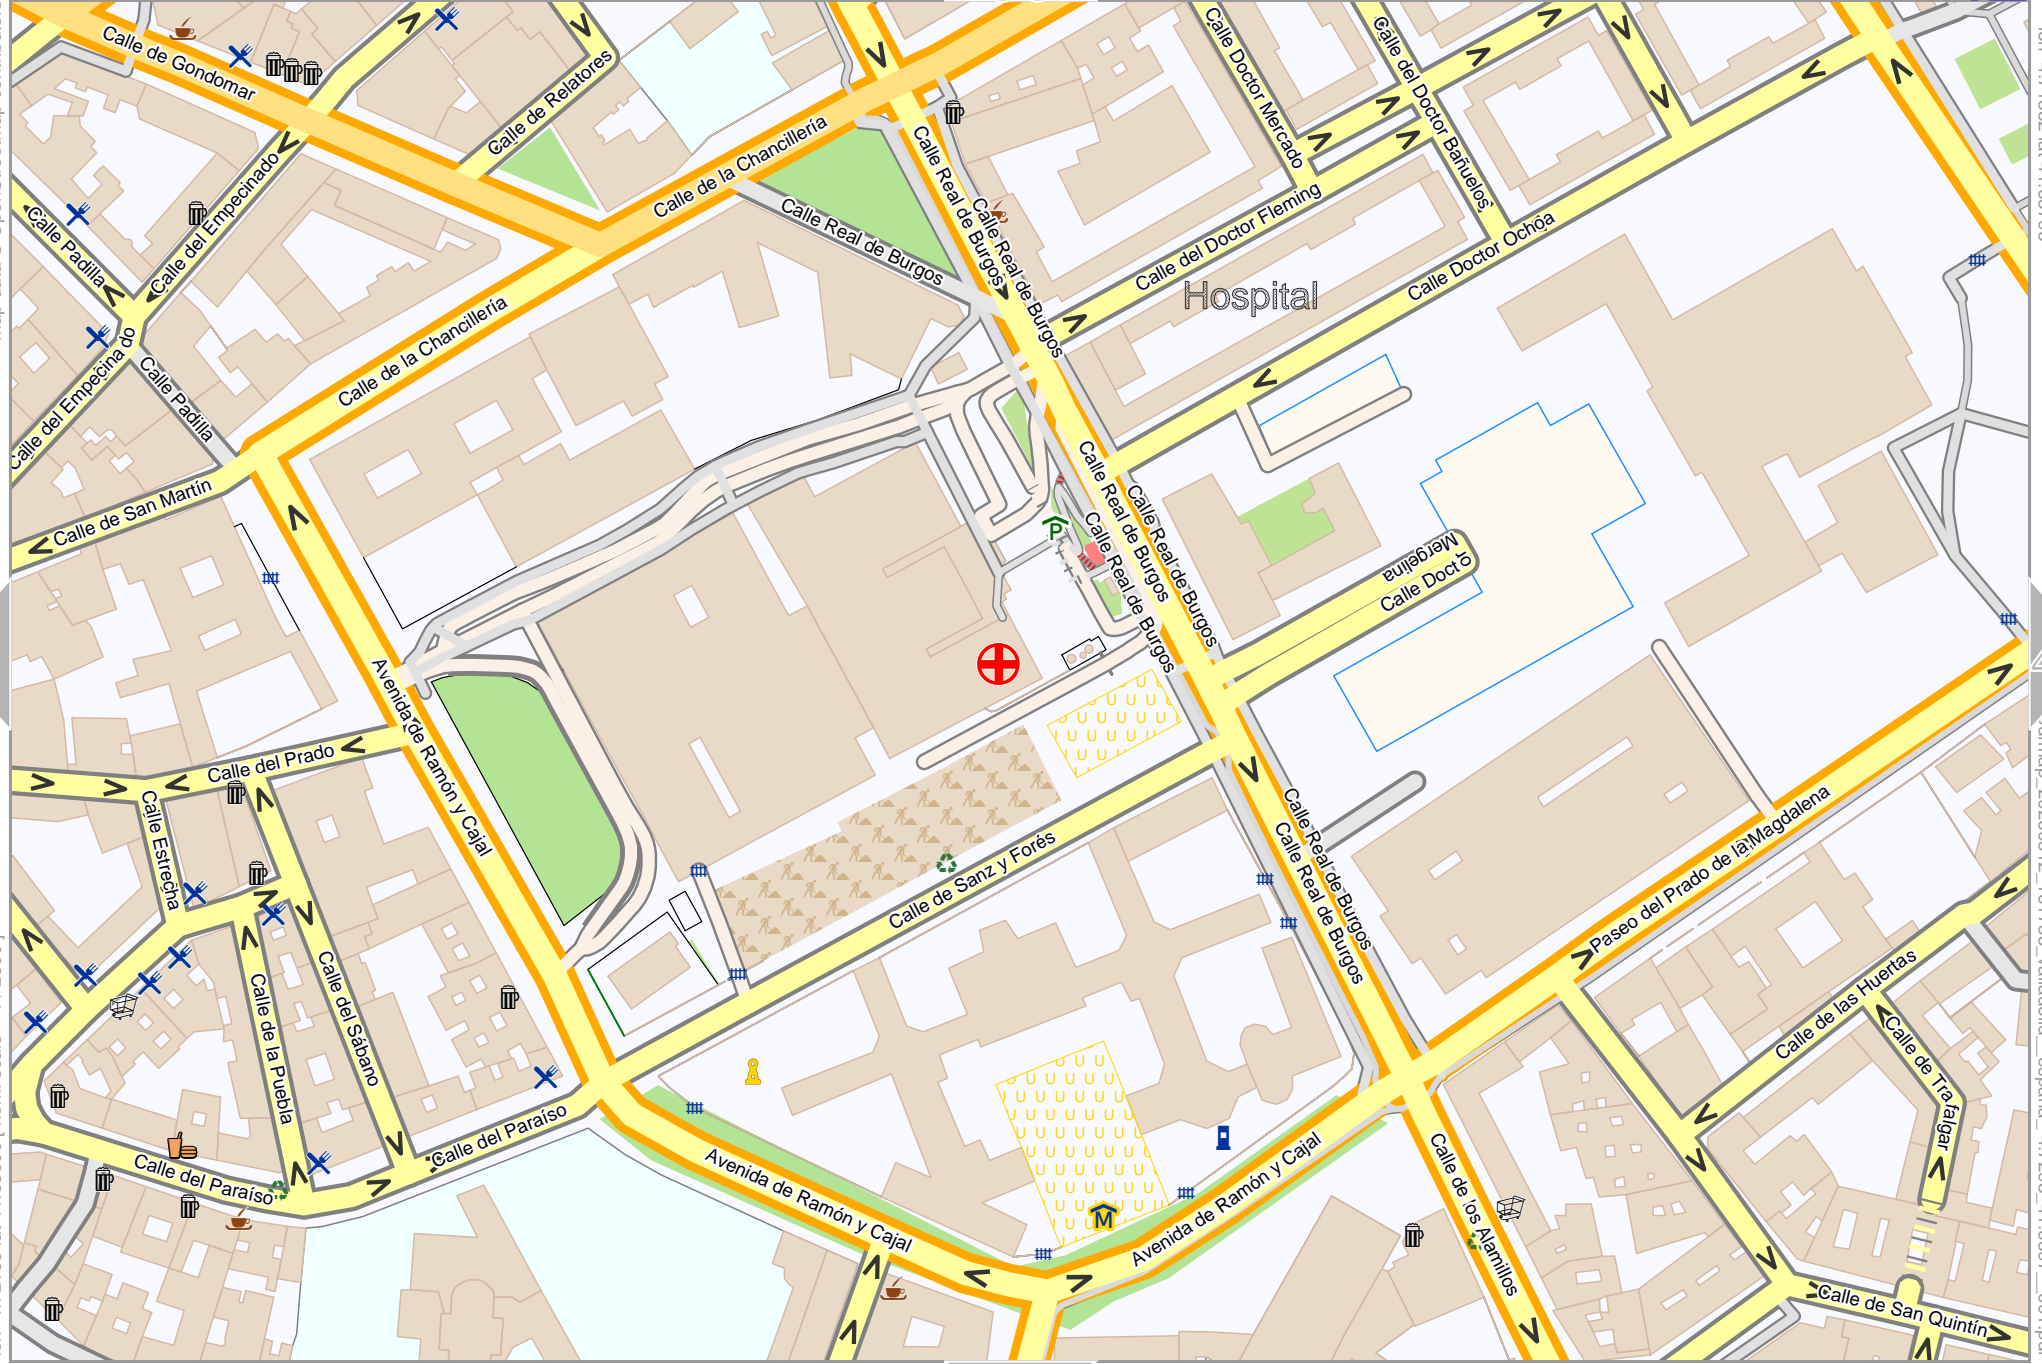 Calle de Gondomar
Calle de Relatores
Calle Doctor Mercado
Calle del Doctor Bañuelos
Calle de la Chancillería
Calle Real de Burgos
Calle Real de Burgos
Calle Real de Burgos
Calle del Empecinado
Calle Padilla
Calle del Doctor Fleming
Calle Doctor Ochoa
Hospital
Calle de la Chancillería
Calle del Empecinado
Calle Padilla
Calle de San Martín
Calle Real de Burgos
Calle Real de Burgos
Calle Real de Burgos
P
Calle Doctor
Mergelina
Avenida de Ramón y Cajal
Calle del Prado
Calle Estrecha
Calle de Sanz y Forés
Calle Real de Burgos
Calle Real de Burgos
Paseo del Prado de la Magdalena
Calle del Sábano
Calle de la Puebla
Calle de las Huertas
Calle de Trafalgar
Calle del Paraíso
Calle del Paraíso
Avenida de Ramón y Cajal
M
Avenida de Ramón y Cajal
Calle de los Alamillos
Calle de San Quintín